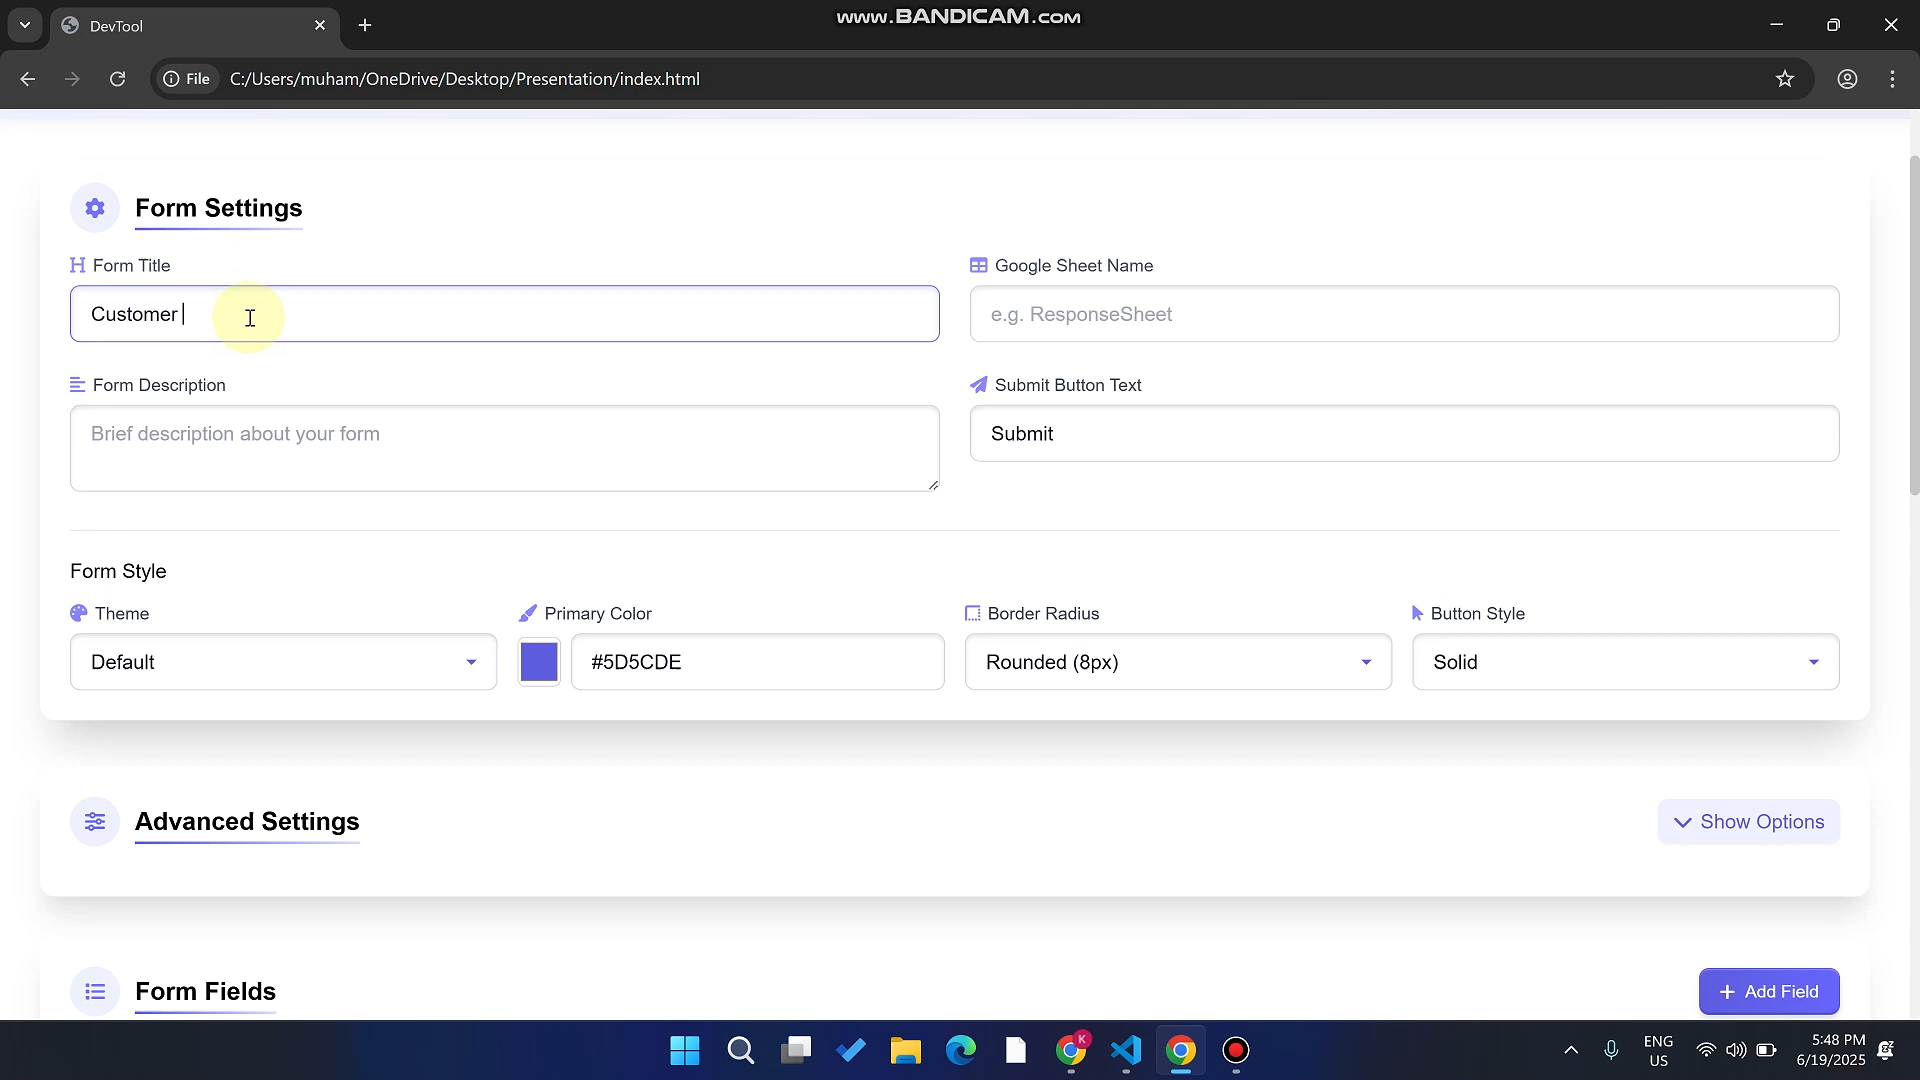 DevTool
www.BANDICAM.com
File
C:/Users/muham/OneDrive/Desktop/Presentation/index.html
Form Settings
Form Title
Google Sheet Name
Customer
e.g. ResponseSheet
Form Description
Submit Button Text
Brief description about your form
Submit
Form Style
Theme
Primary Color
Border Radius
Button Style
Default
#5D5CDE
Rounded (8px)
Solid
Advanced Settings
Show Options
Form Fields
+ Add Field
K
ENG
US
5:48 PM
6/19/2025